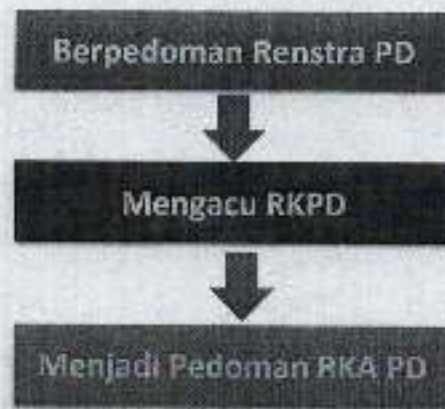 Berpedoman Renstra PD
Mengacu RKPD
Menjadi Pedoman RKA PD